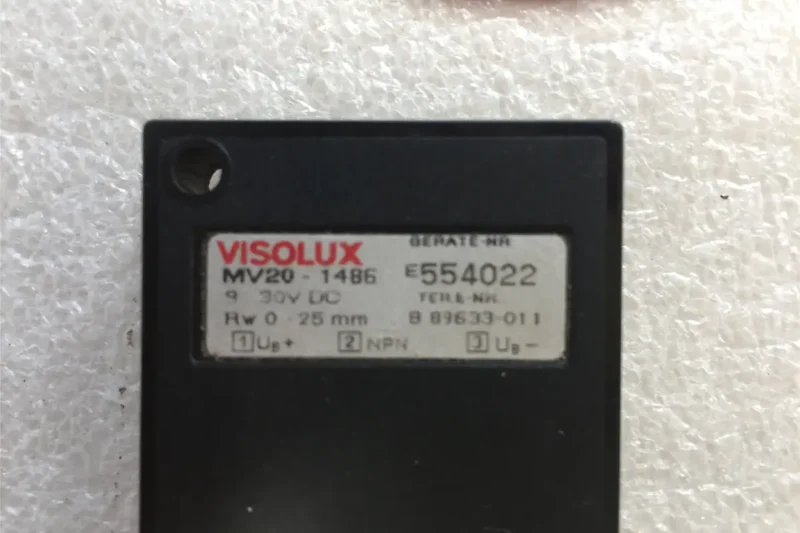 VISOLUX GERÄTE-NR.
MV20 - 1486 E554022
9 30V DC TEILE-NR.
Rw 0 - 25 mm B 89633-011
1 UB + 2 NPN 3 UB -